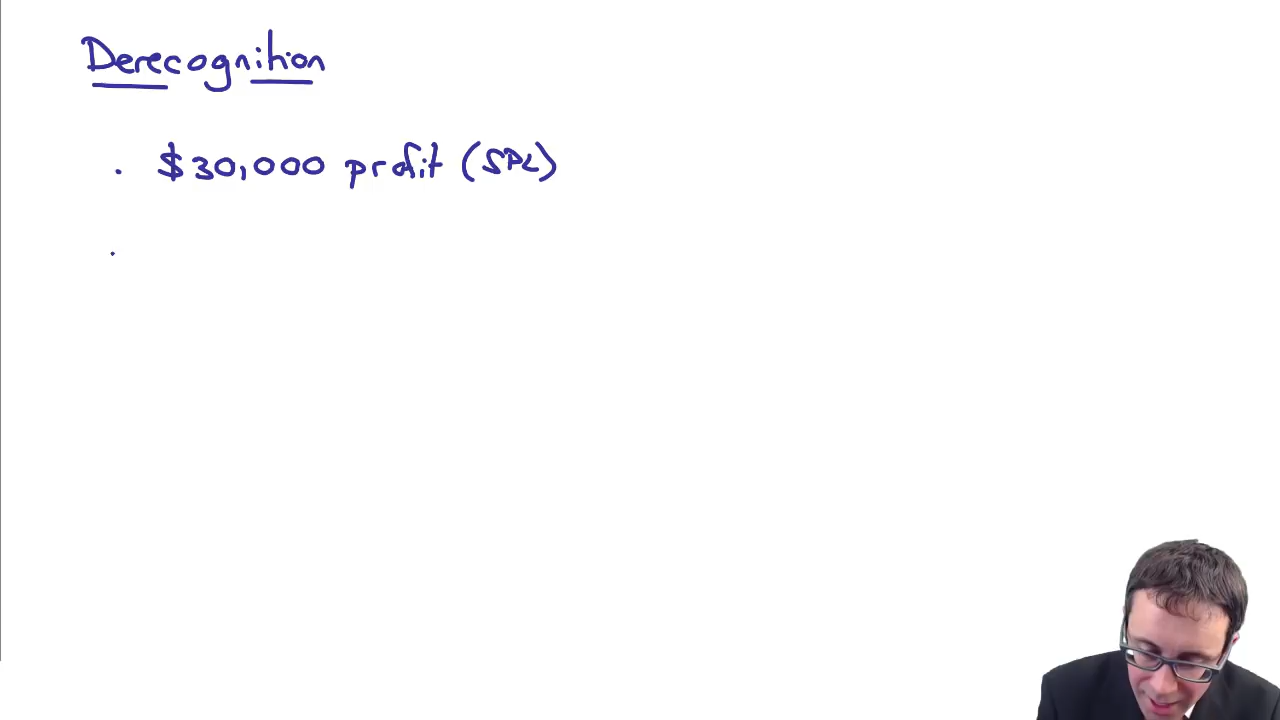 Derecognition
. $30,000 profit (SPL)
.